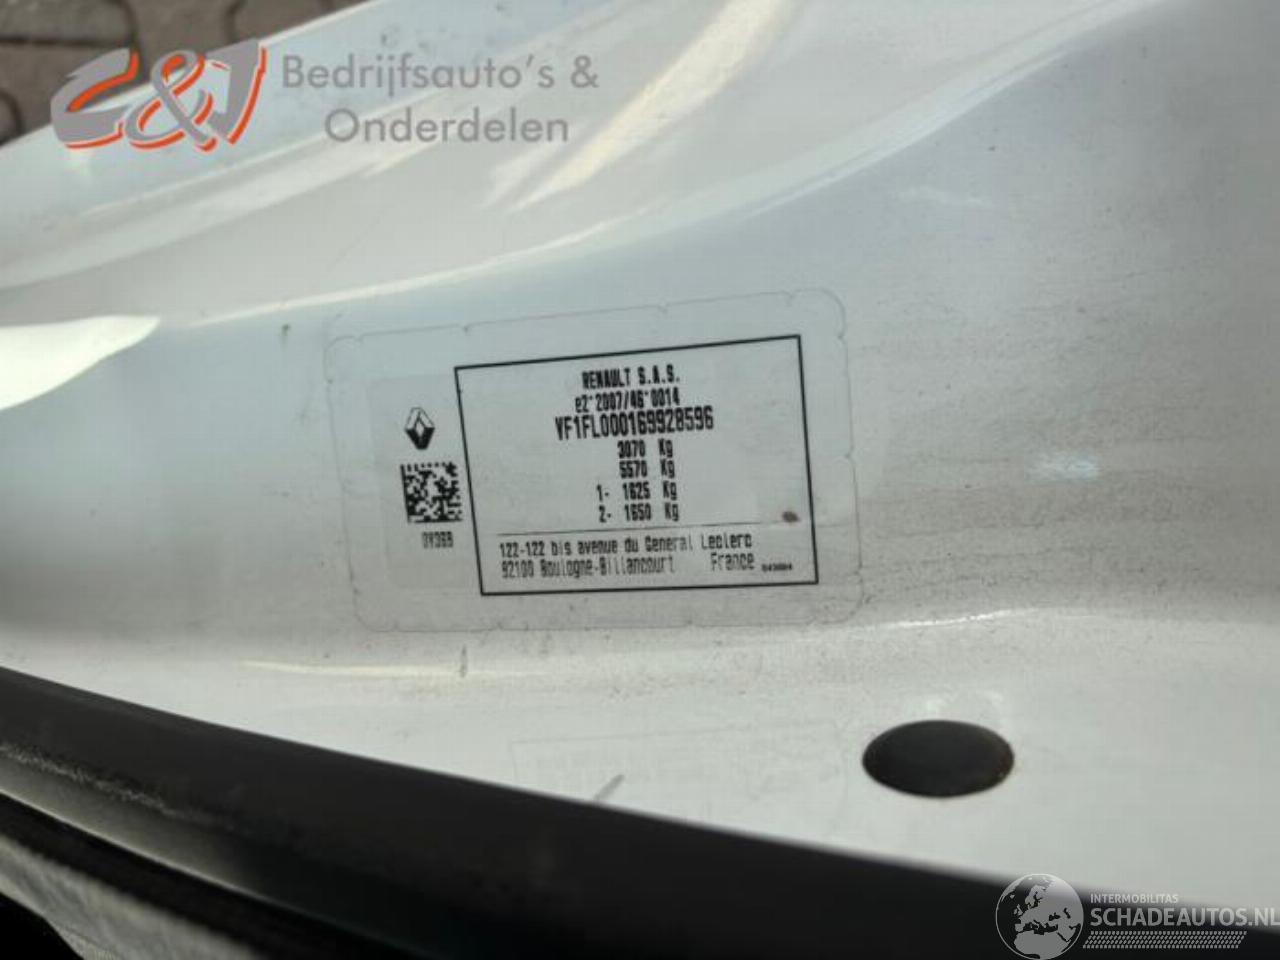 C&J Bedrijfsauto's &
Onderdelen
RENAULT S.A.S.
e2*2007/46*0014
VF1FL000169928596
3070 Kg
5570 Kg
1- 1625 Kg
2- 1650 Kg
122-122 bis avenue du General Leclerc
92100 Boulogne-Billancourt France
INTERMOBILITAS
SCHADEAUTOS.NL